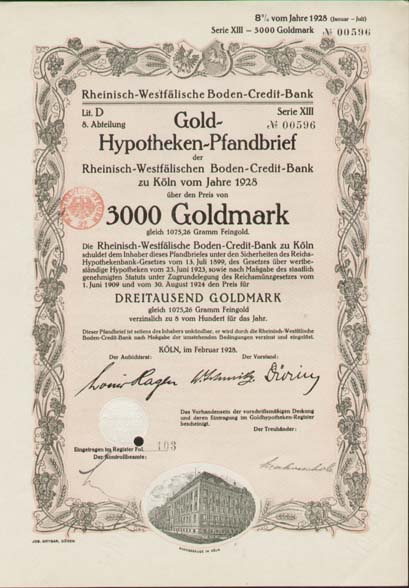 8% vom Jahre 1928 (Januar – Juli)
Serie XIII – 3000 Goldmark № 00596
Rheinisch-Westfälische Boden-Credit-Bank
Lit. D Serie XIII
8. Abteilung № 00596
Gold-
Hypotheken-Pfandbrief
der
Rheinisch-Westfälischen Boden-Credit-Bank
zu Köln vom Jahre 1928
über den Preis von
3000 Goldmark
gleich 1075,26 Gramm Feingold.
Die Rheinisch-Westfälische Boden-Credit-Bank zu Köln
schuldet dem Inhaber dieses Pfandbriefes unter den Sicherheiten des Reichs-
Hypothekenbank-Gesetzes vom 13. Juli 1899, des Gesetzes über wertbe-
ständige Hypotheken vom 23. Juni 1923, sowie nach Maßgabe des staatlich
genehmigten Statuts unter Zugrundelegung des Reichsmünzgesetzes vom
1. Juni 1909 und vom 30. August 1924 den Preis für
DREITAUSEND GOLDMARK
gleich 1075,26 Gramm Feingold
verzinslich zu 8 vom Hundert für das Jahr.
Dieser Pfandbrief ist seitens des Inhabers unkündbar, er wird durch die Rheinisch-Westfälische
Boden-Credit-Bank nach Maßgabe der umstehenden Bedingungen verzinst und eingelöst.
KÖLN, im Februar 1928.
Der Aufsichtsrat: Der Vorstand:
Louis Hagen
Das Vorhandensein der vorschriftsmäßigen Deckung
und deren Eintragung im Goldhypotheken-Register
bescheinigt.
Der Treuhänder:
Eingetragen im Register Fol. 103
Der Kontrollbeamte: